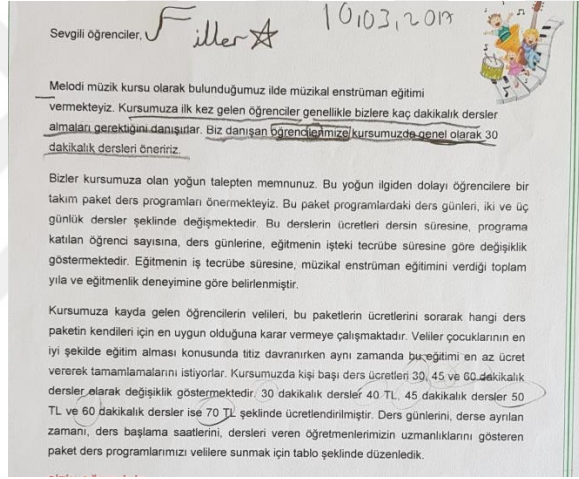 Sevgili öğrenciler, Filler 10,03,2017
Melodi müzik kursu olarak bulunduğumuz ilde müzikal enstrüman eğitimi
vermekteyiz. Kursumuza ilk kez gelen öğrenciler genellikle bizlere kaç dakikalık dersler
almaları gerektiğini danışırlar. Biz danışan öğrencilerimize kursumuzda genel olarak 30
dakikalık dersleri öneririz.
Bizler kursumuza olan yoğun talepten memnunuz. Bu yoğun ilgiden dolayı öğrencilere bir
takım paket ders programları önermekteyiz. Bu paket programlardaki ders günleri, iki ve üç
günlük dersler şeklinde değişmektedir. Bu derslerin ücretleri dersin süresine, programa
katılan öğrenci sayısına, ders günlerine, eğitmenin işteki tecrübe süresine göre değişiklik
göstermektedir. Eğitmenin iş tecrübe süresine, müzikal enstrüman eğitimini verdiği toplam
yıla ve eğitmenlik deneyimine göre belirlenmiştir.
Kursumuza kayda gelen öğrencilerin velileri, bu paketlerin ücretlerini sorarak hangi ders
paketin kendileri için en uygun olduğuna karar vermeye çalışmaktadır. Veliler çocuklarının en
iyi şekilde eğitim alması konusunda titiz davranırken aynı zamanda bu eğitimi en az ücret
vererek tamamlamalarını istiyorlar. Kursumuzda kişi başı ders ücretleri 30, 45 ve 60 dakikalık
dersler olarak değişiklik göstermektedir. 30 dakikalık dersler 40 TL, 45 dakikalık dersler 50
TL ve 60 dakikalık dersler ise 70 TL şeklinde ücretlendirilmiştir. Ders günlerini, derse ayrılan
zamanı, ders başlama saatlerini, dersleri veren öğretmenlerimizin uzmanlıklarını gösteren
paket ders programlarımızı velilere sunmak için tablo şeklinde düzenledik.